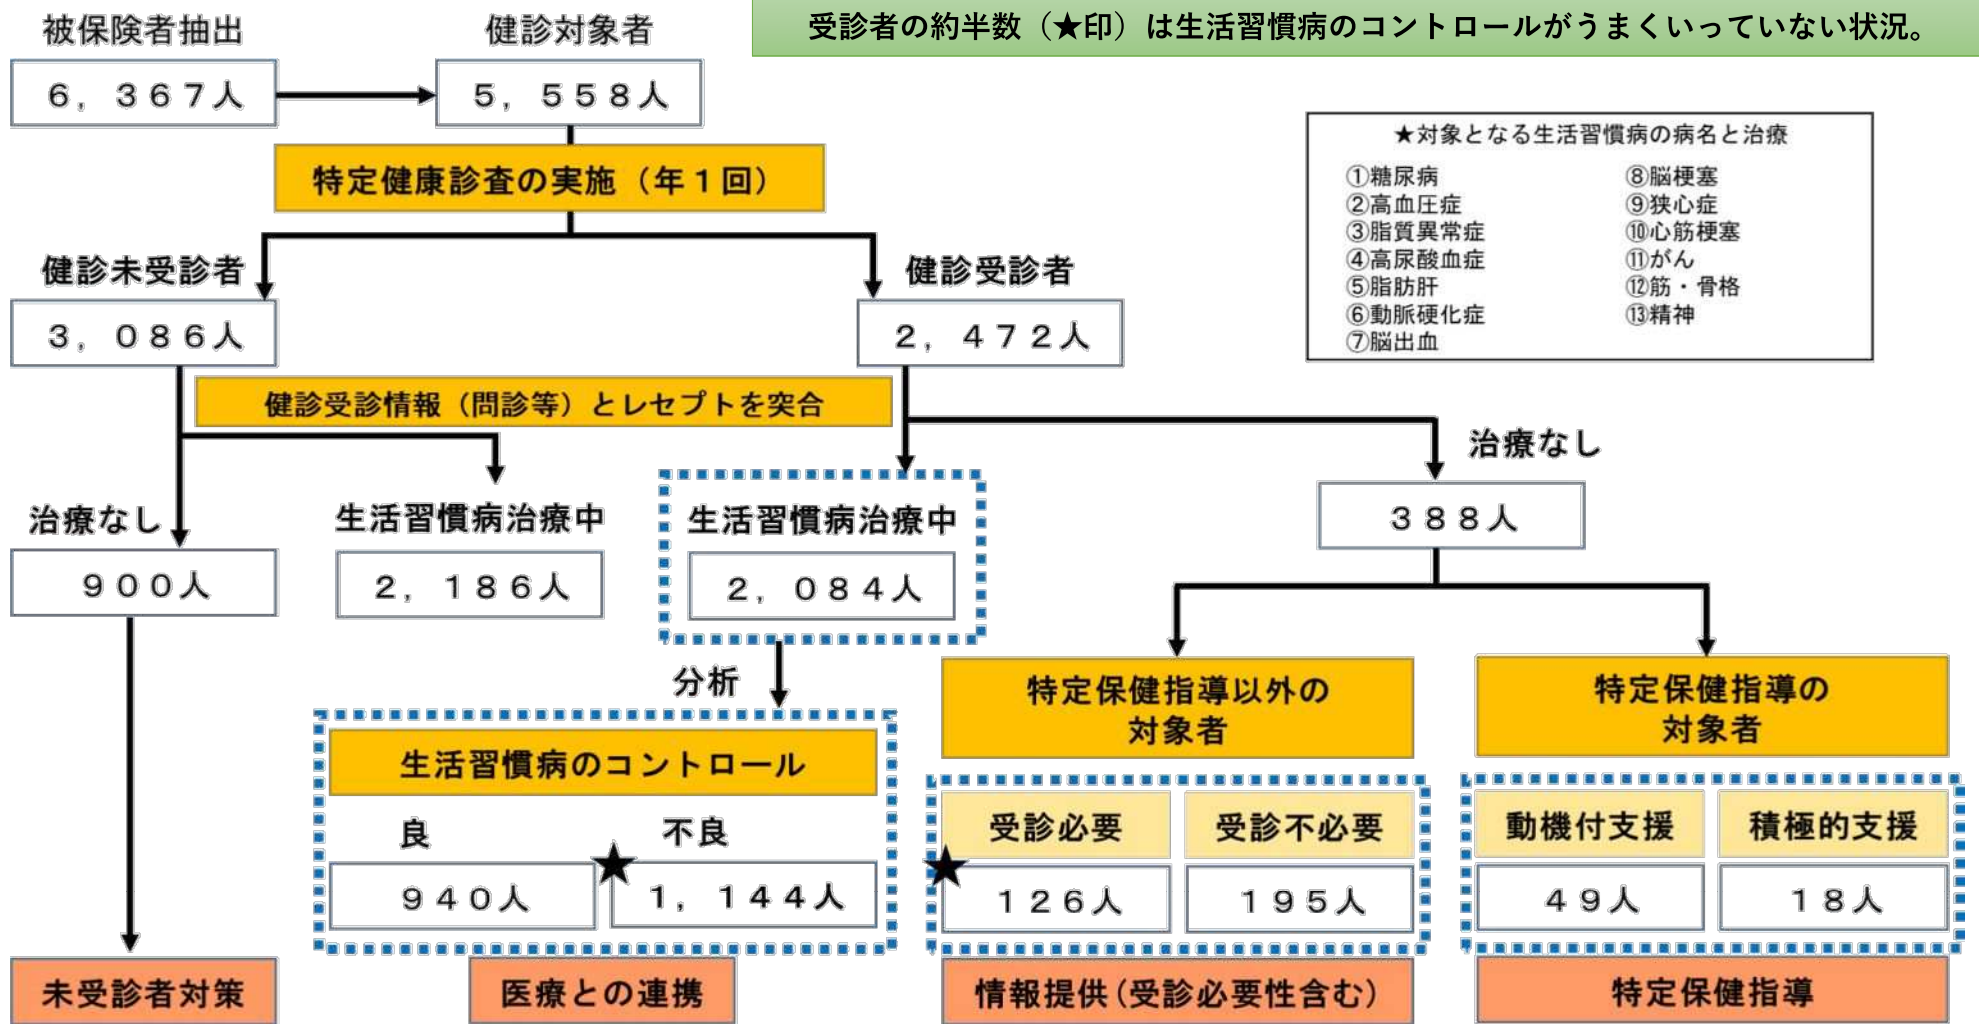 受診者の約半数（★印）は生活習慣病のコントロールがうまくいっていない状況。
被保険者抽出
６，３６７人
健診対象者
５，５５８人
特定健康診査の実施（年１回）
★対象となる生活習慣病の病名と治療
①糖尿病
②高血圧症
③脂質異常症
④高尿酸血症
⑤脂肪肝
⑥動脈硬化症
⑦脳出血
⑧脳梗塞
⑨狭心症
⑩心筋梗塞
⑪がん
⑫筋・骨格
⑬精神
健診未受診者
３，０８６人
健診受診者
２，４７２人
健診受診情報（問診等）とレセプトを突合
治療なし
９００人
生活習慣病治療中
２，１８６人
生活習慣病治療中
２，０８４人
治療なし
３８８人
分析
生活習慣病のコントロール
良
９４０人
不良
★
１，１４４人
特定保健指導以外の
対象者
受診必要
★
１２６人
受診不必要
１９５人
特定保健指導の
対象者
動機付支援
４９人
積極的支援
１８人
未受診者対策
医療との連携
情報提供(受診必要性含む)
特定保健指導